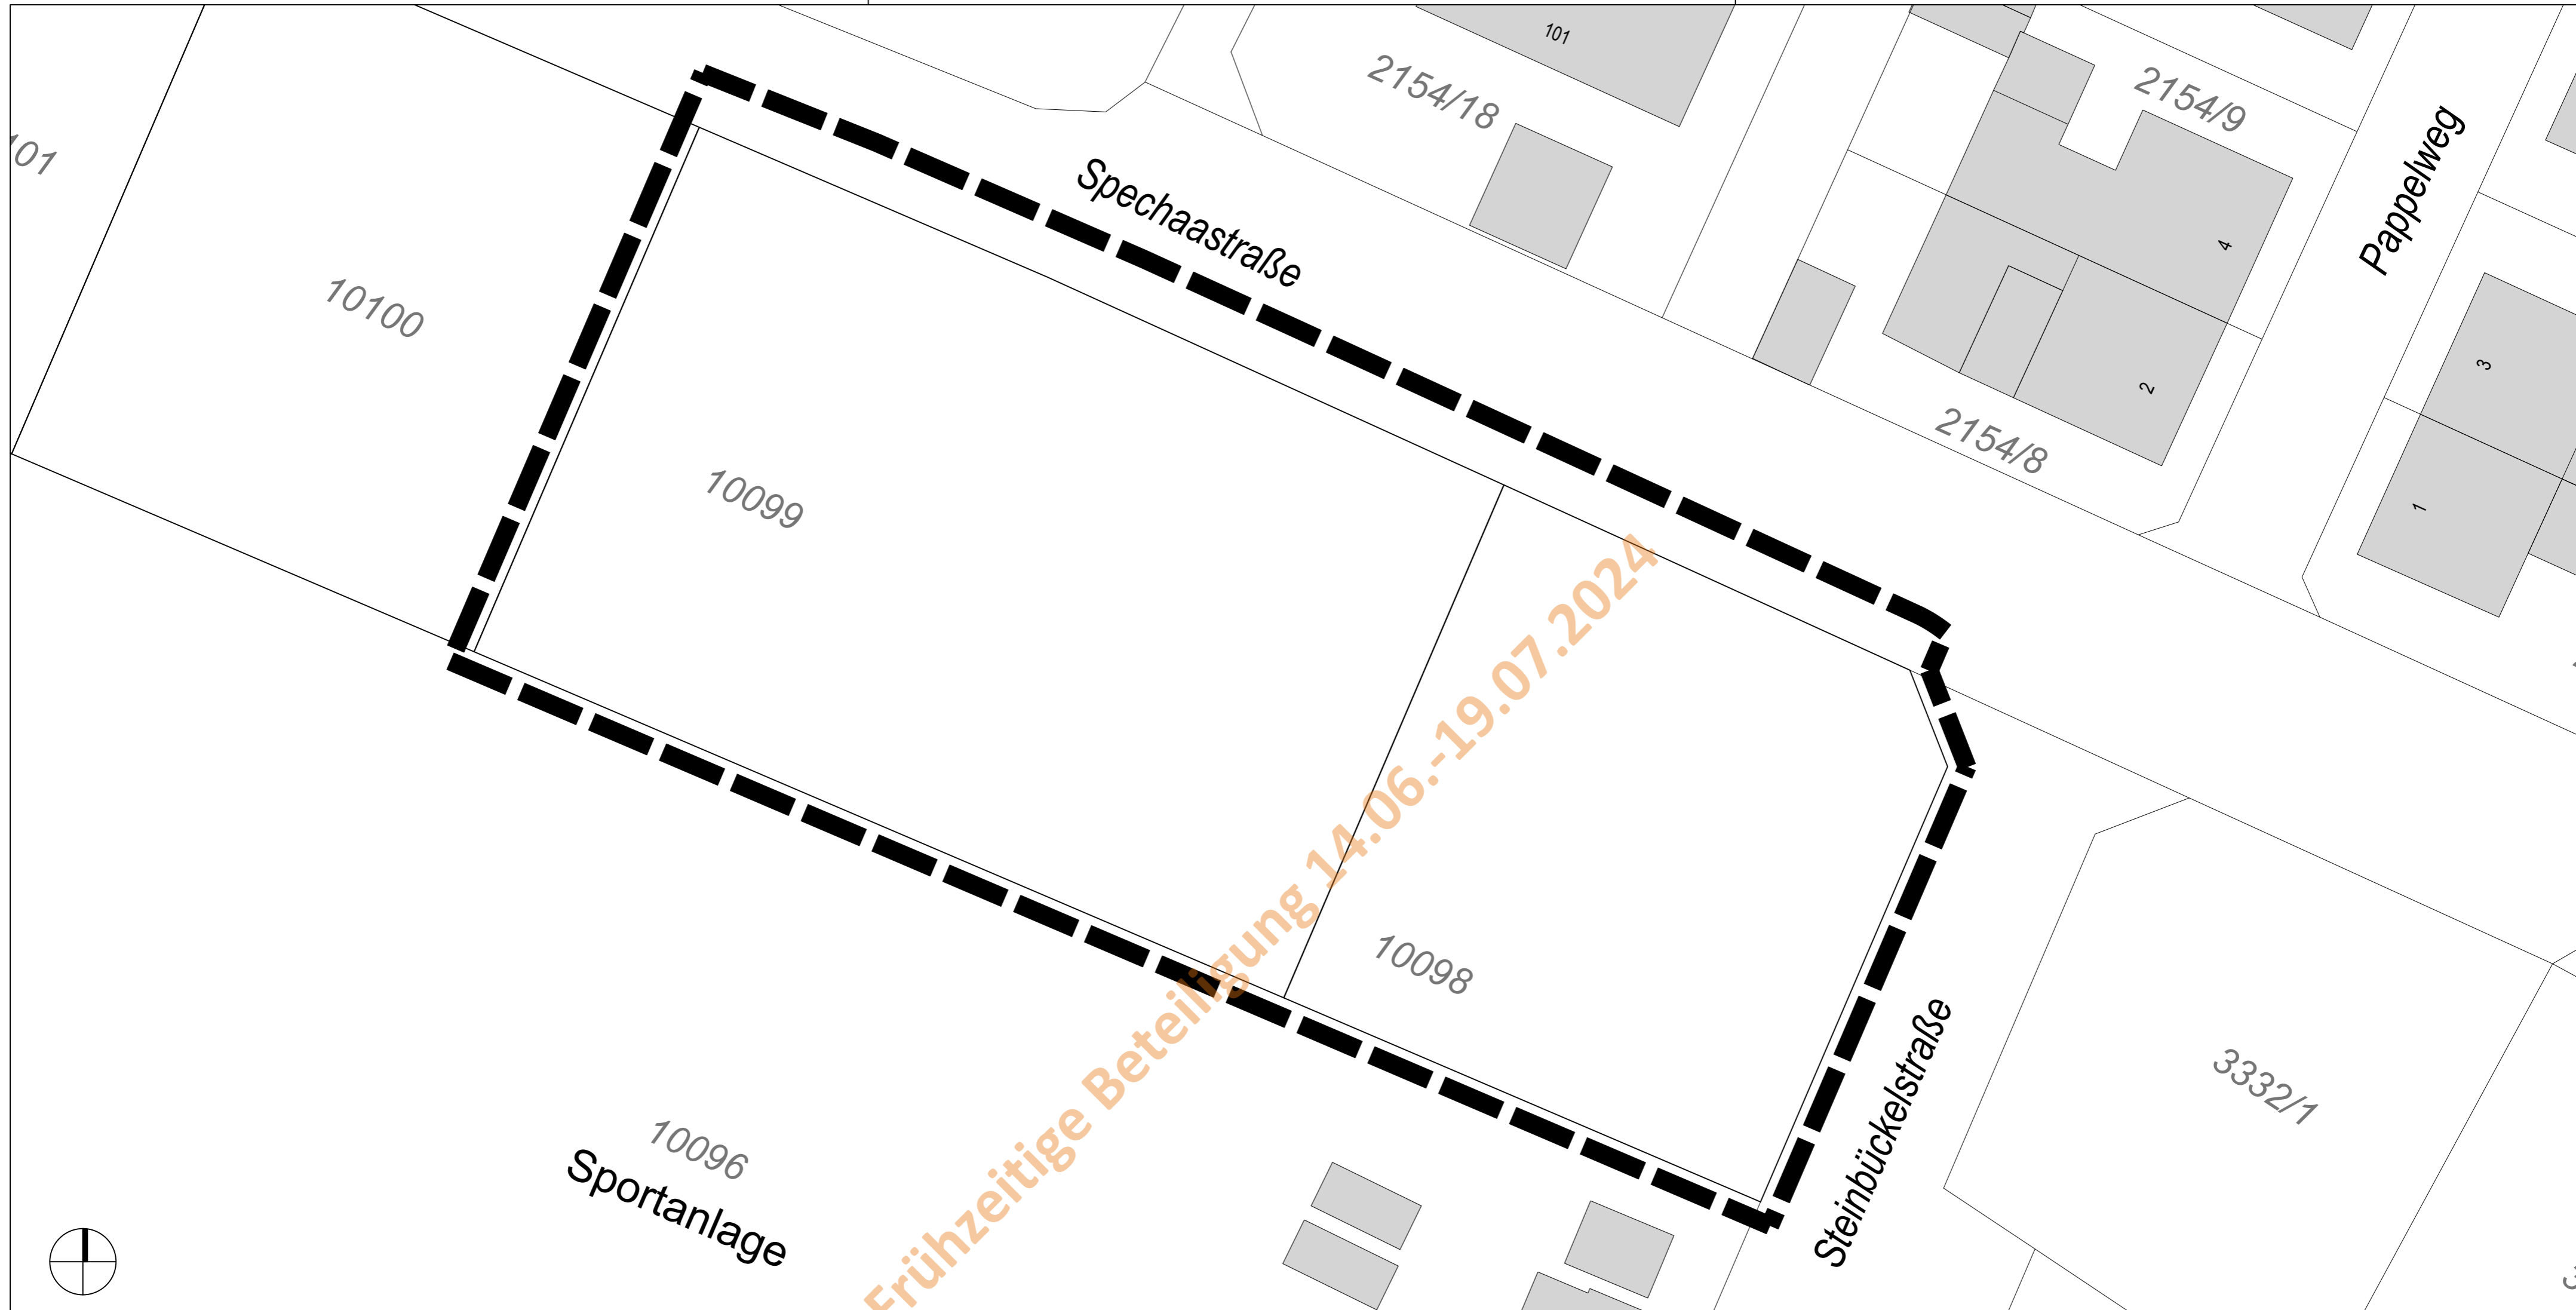 101
2154/18
2154/9
Pappelweg
101
Spechaastraße
4
10100
3
2
2154/8
10099
1
Frühzeitige Beteiligung 14.06.-19.07.2024
10098
Steinbückelstraße
3332/1
10096
Sportanlage